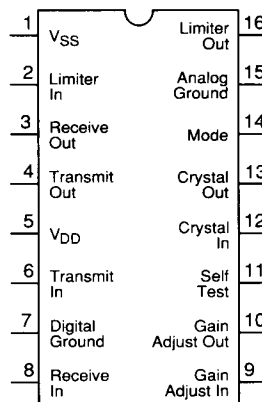 1 VSS Limiter Out 16
2 Limiter In Analog Ground 15
3 Receive Out Mode 14
4 Transmit Out Crystal Out 13
5 VDD Crystal In 12
6 Transmit In Self Test 11
7 Digital Ground Gain Adjust Out 10
8 Receive In Gain Adjust In 9